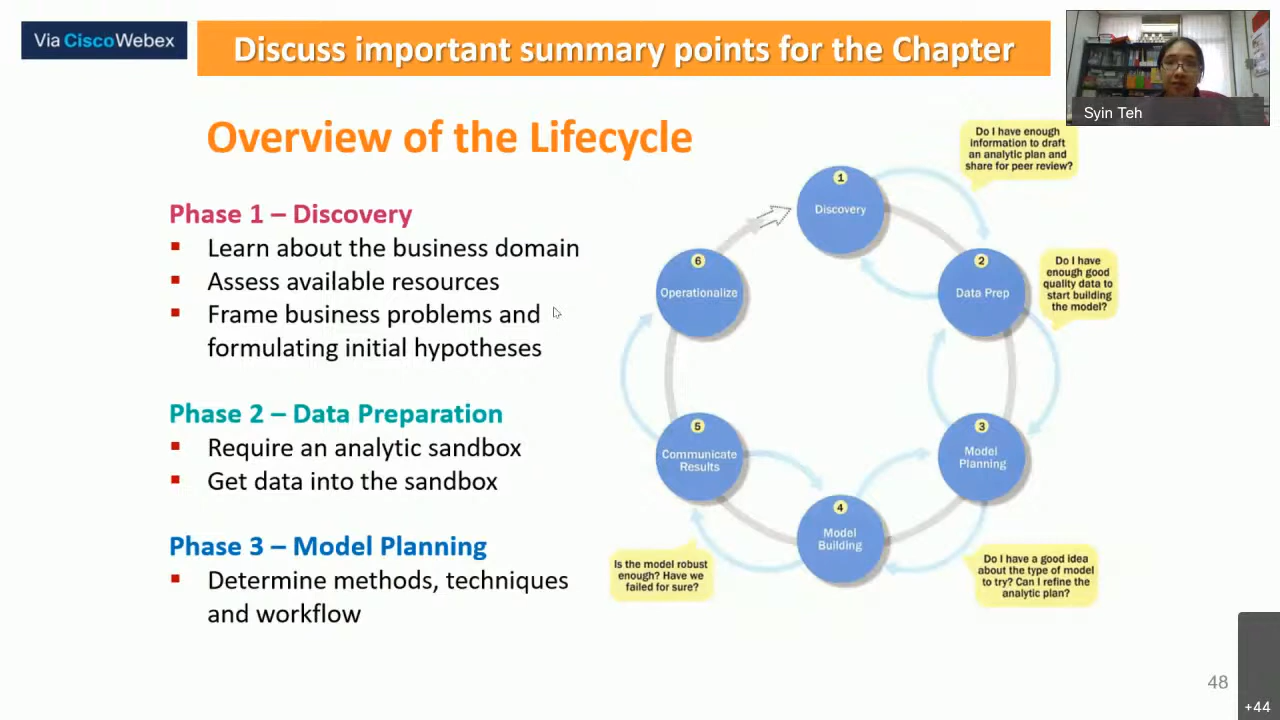 Via CiscoWebex
Discuss important summary points for the Chapter
Syin Teh
Overview of the Lifecycle
Phase 1 – Discovery
Learn about the business domain
Assess available resources
Frame business problems and
formulating initial hypotheses
Phase 2 – Data Preparation
Require an analytic sandbox
Get data into the sandbox
Phase 3 – Model Planning
Determine methods, techniques
and workflow
Do I have enough
information to draft
an analytic plan and
share for peer review?
1
Discovery
2
Data Prep
Do I have
enough good
quality data to
start building
the model?
3
Model
Planning
Do I have a good idea
about the type of model
to try? Can I refine the
analytic plan?
4
Model
Building
Is the model robust
enough? Have we
failed for sure?
5
Communicate
Results
6
Operationalize
48
+44